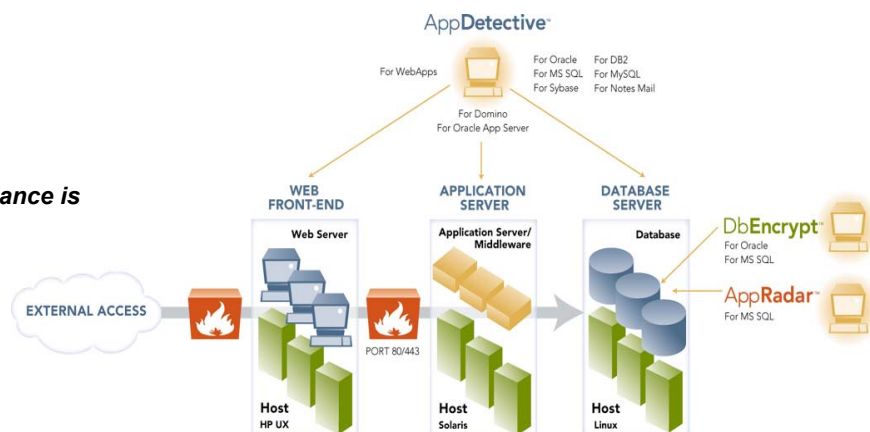 AppDetective™
For WebApps
For Oracle
For MS SQL
For Sybase
For DB2
For MySQL
For Notes Mail
For Domino
For Oracle App Server
ance is
WEB
FRONT-END
APPLICATION
SERVER
DATABASE
SERVER
Web Server
Application Server/
Middleware
Database
DbEncrypt™
For Oracle
For MS SQL
AppRadar™
For MS SQL
EXTERNAL ACCESS
PORT 80/443
Host
HP UX
Host
Solaris
Host
Linux